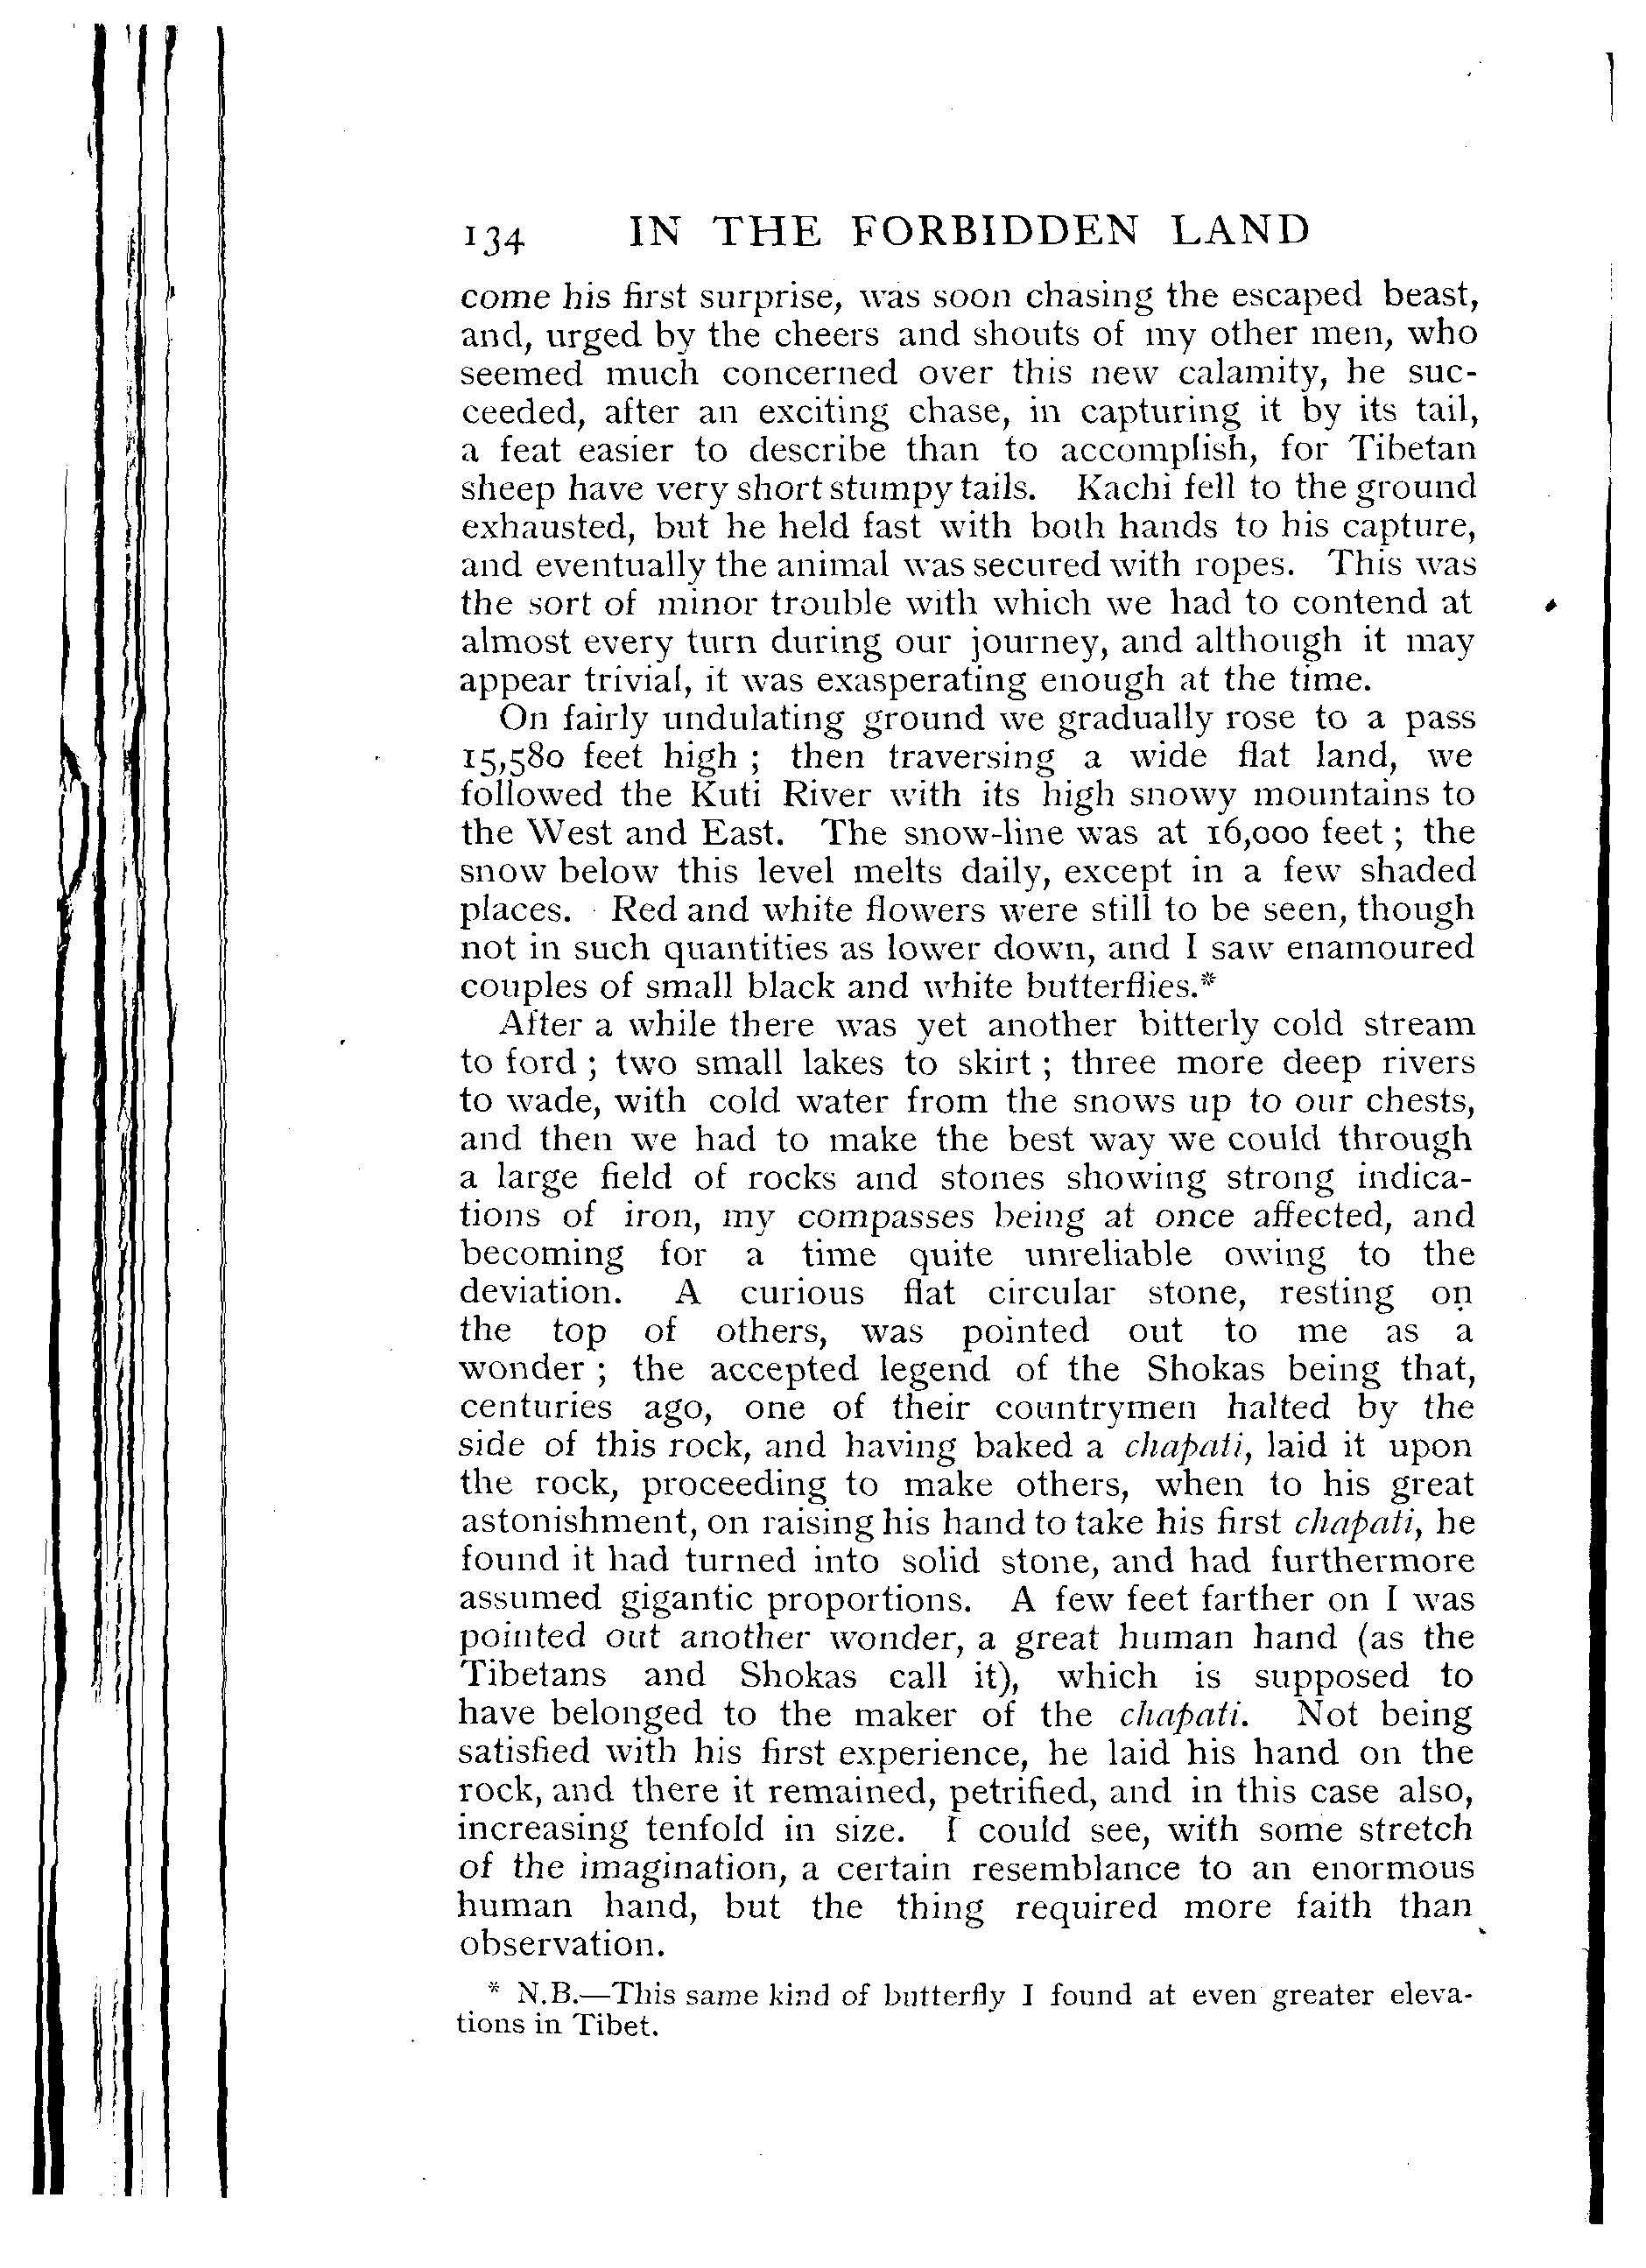 134 IN THE FORBIDDEN LAND
come his first surprise, was soon chasing the escaped beast,
and, urged by the cheers and shouts of my other men, who
seemed much concerned over this new calamity, he suc-
ceeded, after an exciting chase, in capturing it by its tail,
a feat easier to describe than to accomplish, for Tibetan
sheep have very short stumpy tails. Kachi fell to the ground
exhausted, but he held fast with both hands to his capture,
and eventually the animal was secured with ropes. This was
the sort of minor trouble with which we had to contend at
almost every turn during our journey, and although it may
appear trivial, it was exasperating enough at the time.
On fairly undulating ground we gradually rose to a pass
15,580 feet high ; then traversing a wide flat land, we
followed the Kuti River with its high snowy mountains to
the West and East. The snow-line was at 16,000 feet ; the
snow below this level melts daily, except in a few shaded
places. Red and white flowers were still to be seen, though
not in such quantities as lower down, and I saw enamoured
couples of small black and white butterflies.*
After a while there was yet another bitterly cold stream
to ford ; two small lakes to skirt ; three more deep rivers
to wade, with cold water from the snows up to our chests,
and then we had to make the best way we could through
a large field of rocks and stones showing strong indica-
tions of iron, my compasses being at once affected, and
becoming for a time quite unreliable owing to the
deviation. A curious flat circular stone, resting on
the top of others, was pointed out to me as a
wonder ; the accepted legend of the Shokas being that,
centuries ago, one of their countrymen halted by the
side of this rock, and having baked a chapati, laid it upon
the rock, proceeding to make others, when to his great
astonishment, on raising his hand to take his first chapati, he
found it had turned into solid stone, and had furthermore
assumed gigantic proportions. A few feet farther on I was
pointed out another wonder, a great human hand (as the
Tibetans and Shokas call it), which is supposed to
have belonged to the maker of the chapati. Not being
satisfied with his first experience, he laid his hand on the
rock, and there it remained, petrified, and in this case also,
increasing tenfold in size. I could see, with some stretch
of the imagination, a certain resemblance to an enormous
human hand, but the thing required more faith than
observation.
* N.B.—This same kind of butterfly I found at even greater eleva-
tions in Tibet.